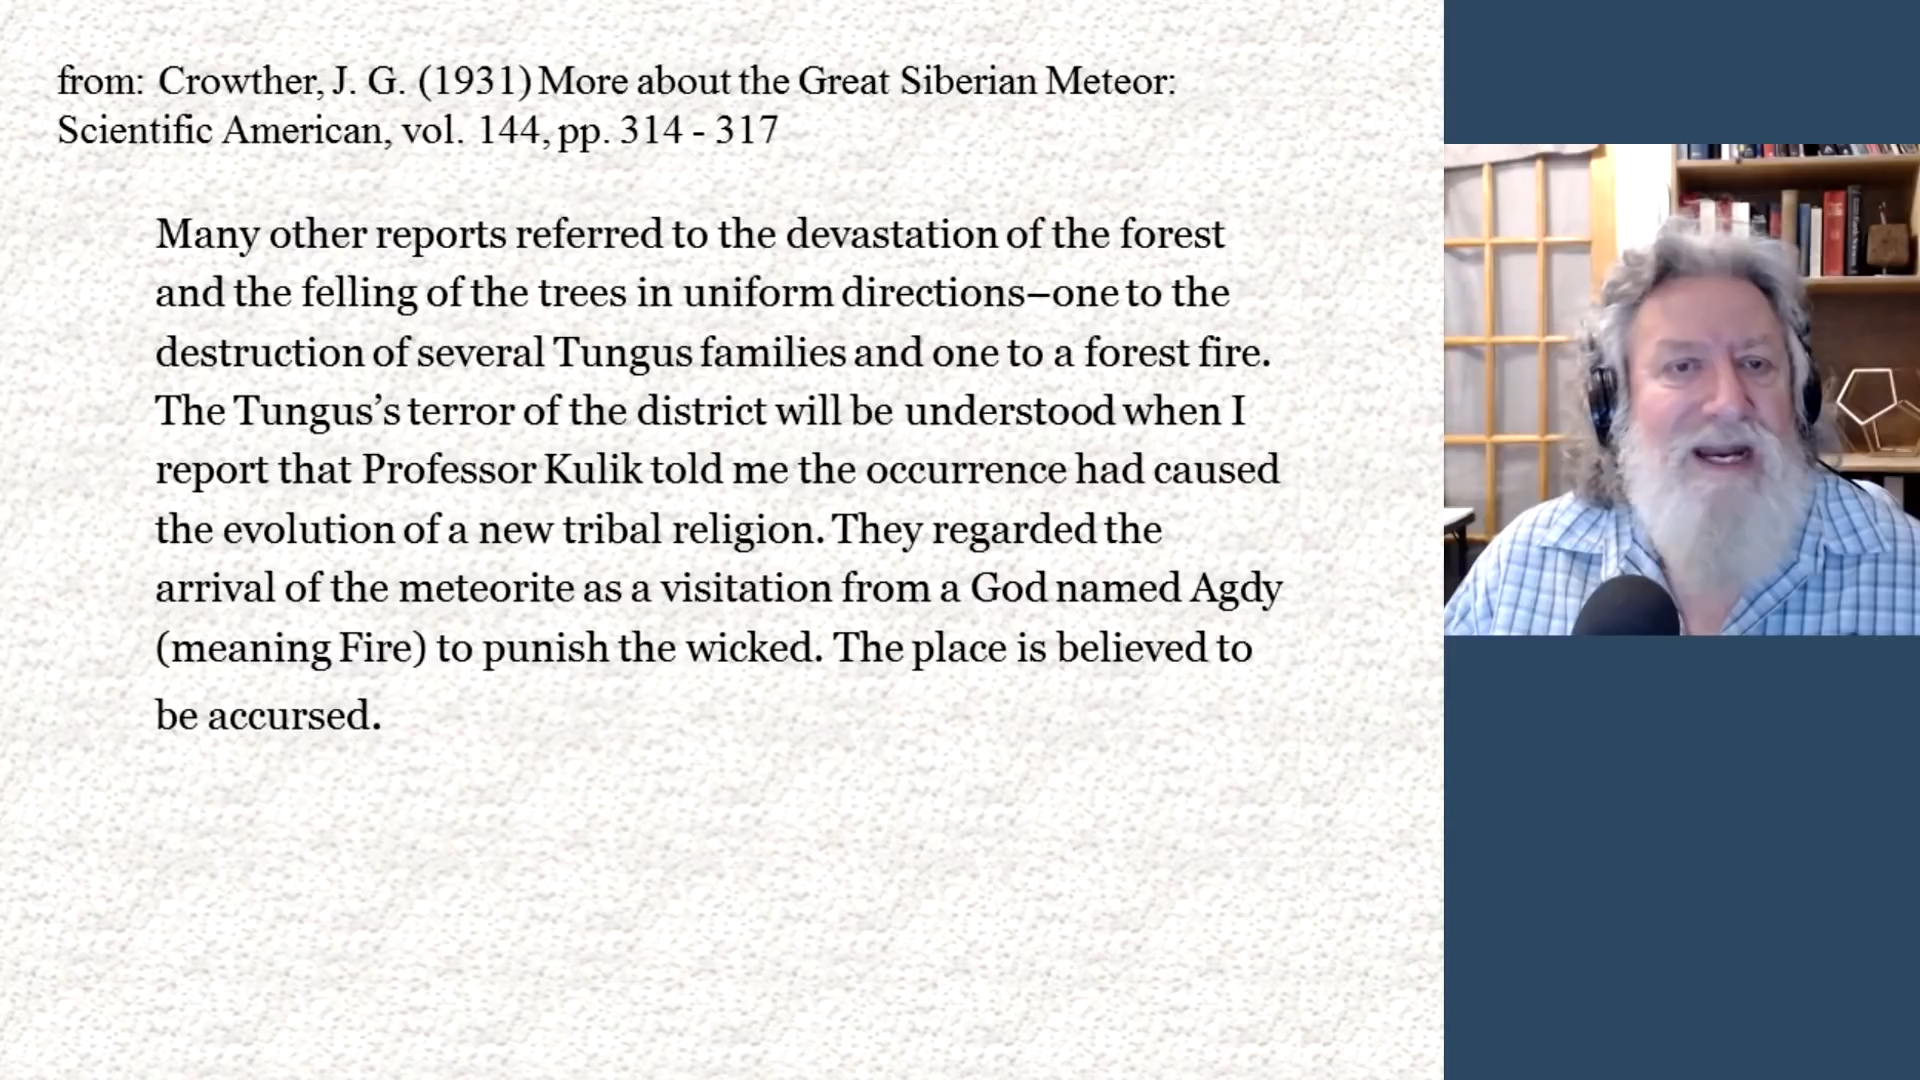 from: Crowther, J. G. (1931) More about the Great Siberian Meteor:
Scientific American, vol. 144, pp. 314 - 317
Many other reports referred to the devastation of the forest
and the felling of the trees in uniform directions–one to the
destruction of several Tungus families and one to a forest fire.
The Tungus’s terror of the district will be understood when I
report that Professor Kulik told me the occurrence had caused
the evolution of a new tribal religion. They regarded the
arrival of the meteorite as a visitation from a God named Agdy
(meaning Fire) to punish the wicked. The place is believed to
be accursed.